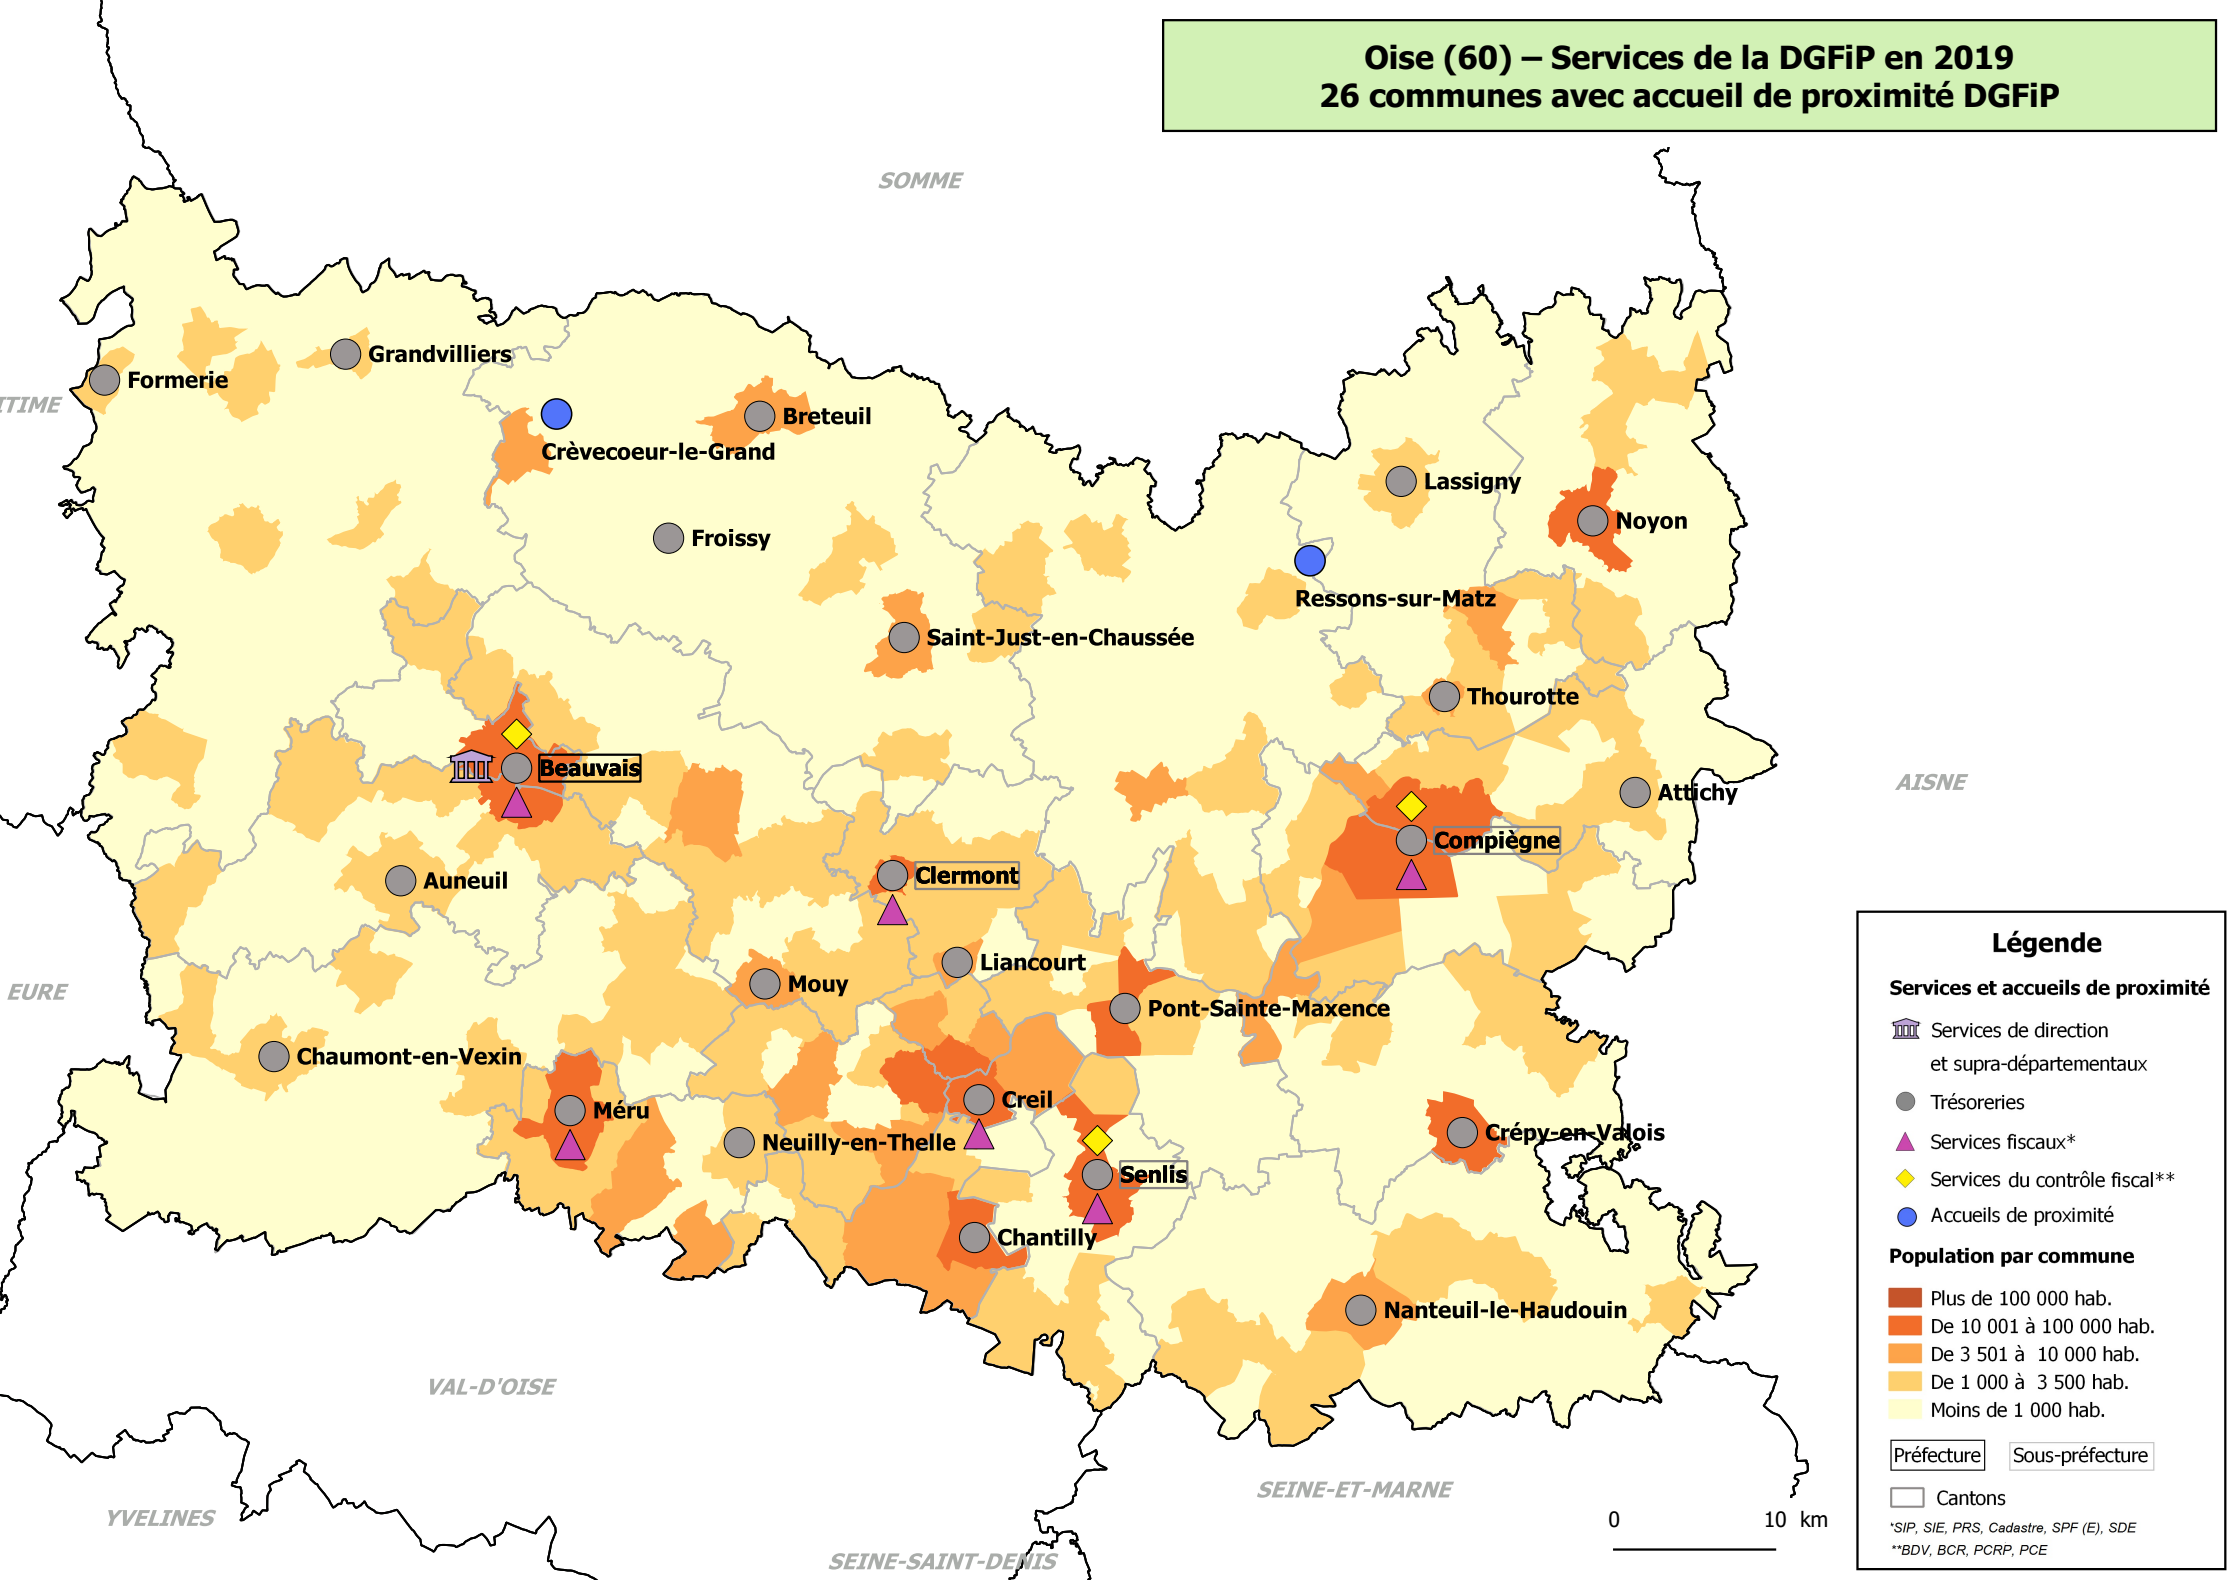 Oise (60) – Services de la DGFiP en 2019
26 communes avec accueil de proximité DGFiP
SOMME
Grandvilliers
Formerie
ITIME
Breteuil
Crèvecoeur-le-Grand
Lassigny
Noyon
Froissy
Ressons-sur-Matz
Saint-Just-en-Chaussée
Thourotte
Beauvais
AISNE
Attichy
Compiègne
Clermont
Auneuil
Liancourt
Mouy
EURE
Pont-Sainte-Maxence
Chaumont-en-Vexin
Creil
Méru
Crépy-en-Valois
Neuilly-en-Thelle
Senlis
Chantilly
Nanteuil-le-Haudouin
VAL-D'OISE
SEINE-ET-MARNE
YVELINES
SEINE-SAINT-DENIS
0 10 km
Légende
Services et accueils de proximité
Services de direction
et supra-départementaux
Trésoreries
Services fiscaux*
Services du contrôle fiscal**
Accueils de proximité
Population par commune
Plus de 100 000 hab.
De 10 001 à 100 000 hab.
De 3 501 à 10 000 hab.
De 1 000 à 3 500 hab.
Moins de 1 000 hab.
Préfecture Sous-préfecture
Cantons
*SIP, SIE, PRS, Cadastre, SPF (E), SDE
**BDV, BCR, PCRP, PCE